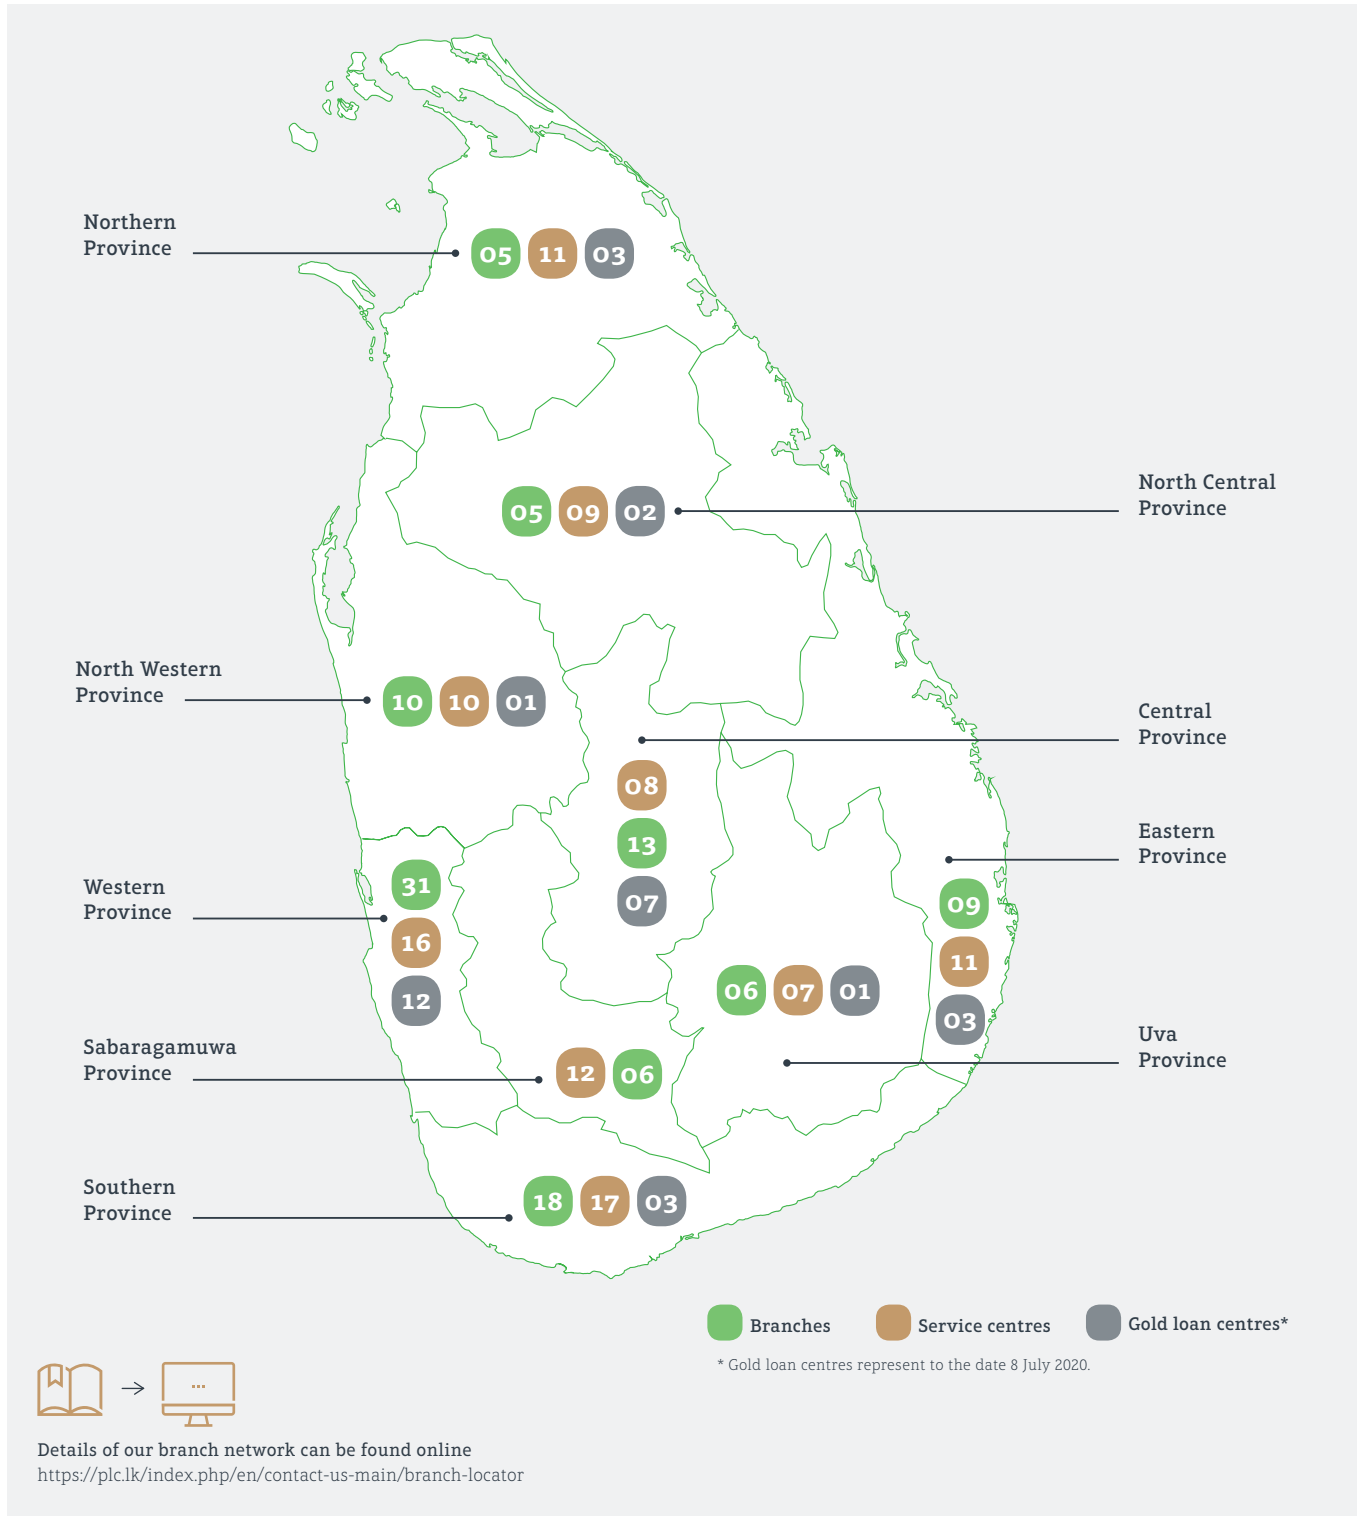 Northern
Province
05 11 03
North Central
Province
05 09 02
North Western
Province
10 10 01
Central
Province
08
13
07
Eastern
Province
09
11
03
Western
Province
31
16
12
06 07 01
Uva
Province
Sabaragamuwa
Province
12 06
Southern
Province
18 17 03
Branches Service centres Gold loan centres*
* Gold loan centres represent to the date 8 July 2020.
Details of our branch network can be found online
https://plc.lk/index.php/en/contact-us-main/branch-locator